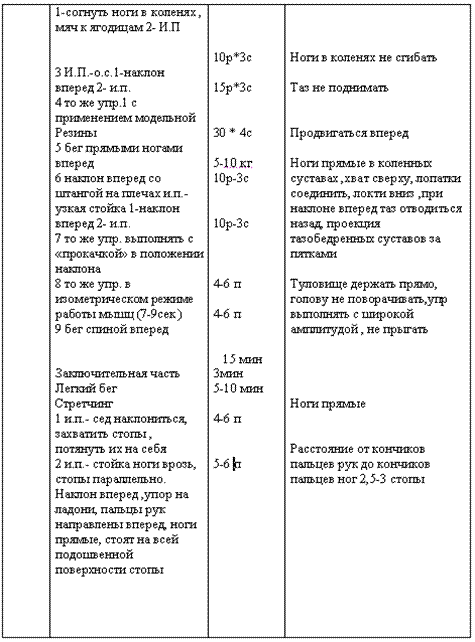 1-согнуть ноги в коленях,
мяч к ягодицам 2- И.П
3 И.П.-о.с.1-наклон
вперед 2- и.п.
4 то же упр.1 с
применением модельной
Резины
5 бег прямыми ногами
вперед
6 наклон вперед со
штангой на плечах и.п.-
узкая стойка 1-наклон
вперед 2- и.п.
7 то же упр. выполнять с
«прокачкой» в положении
наклона
8 то же упр. в
изометрическом режиме
работы мышц (7-9сек)
9 бег спиной вперед
Заключительная часть
Легкий бег
Стретчинг
1 и.п.- сед наклониться,
захватить стопы ,
потянуть их на себя
2 и.п.- стойка ноги врозь,
стопы параллельно.
Наклон вперед ,упор на
ладони, пальцы рук
направлены вперед, ноги
прямые, стоят на всей
подошвенной
поверхности стопы
10р*3с
15р*3с
30 * 4с
5-10 кг
10р-3с
10р-3с
4-6 п
4-6 п
15 мин
3мин
5-10 мин
4-6 п
5-6 п
Ноги в коленях не сгибать
Таз не поднимать
Продвигаться вперед
Ноги прямые в коленных
суставах ,хват сверху, лопатки
соединить, локти вниз ,при
наклоне вперед таз отводиться
назад, проекция
тазобедренных суставов за
пятками
Туловище держать прямо,
голову не поворачивать,упр
выполнять с широкой
амплитудой , не прыгать
Ноги прямые
Расстояние от кончиков
пальцев рук до кончиков
пальцев ног 2,5-3 стопы